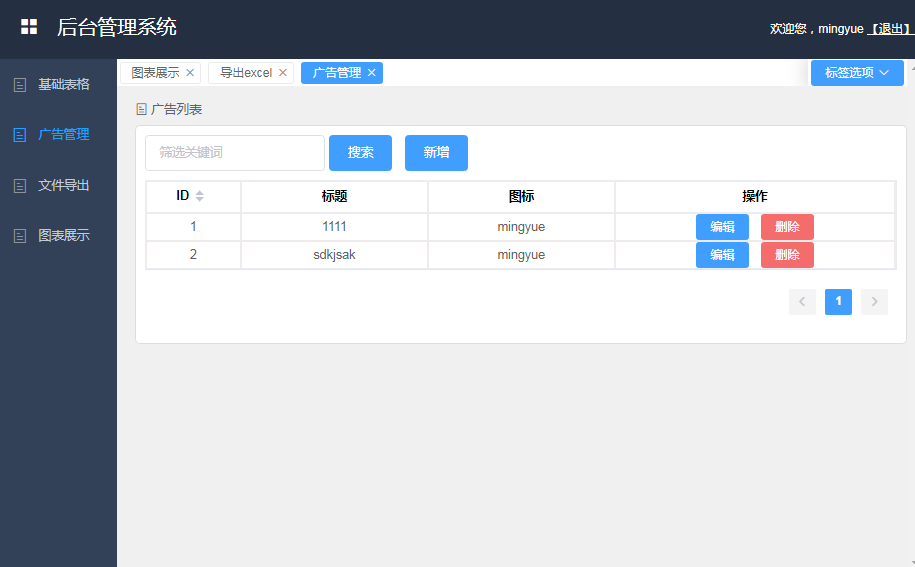 后台管理系统
欢迎您，mingyue 【退出】
基础表格
广告管理
文件导出
图表展示
图表展示 导出excel 广告管理 标签选项
广告列表
筛选关键词 搜索 新增
ID 标题 图标 操作
1 1111 mingyue 编辑 删除
2 sdkjsak mingyue 编辑 删除
1